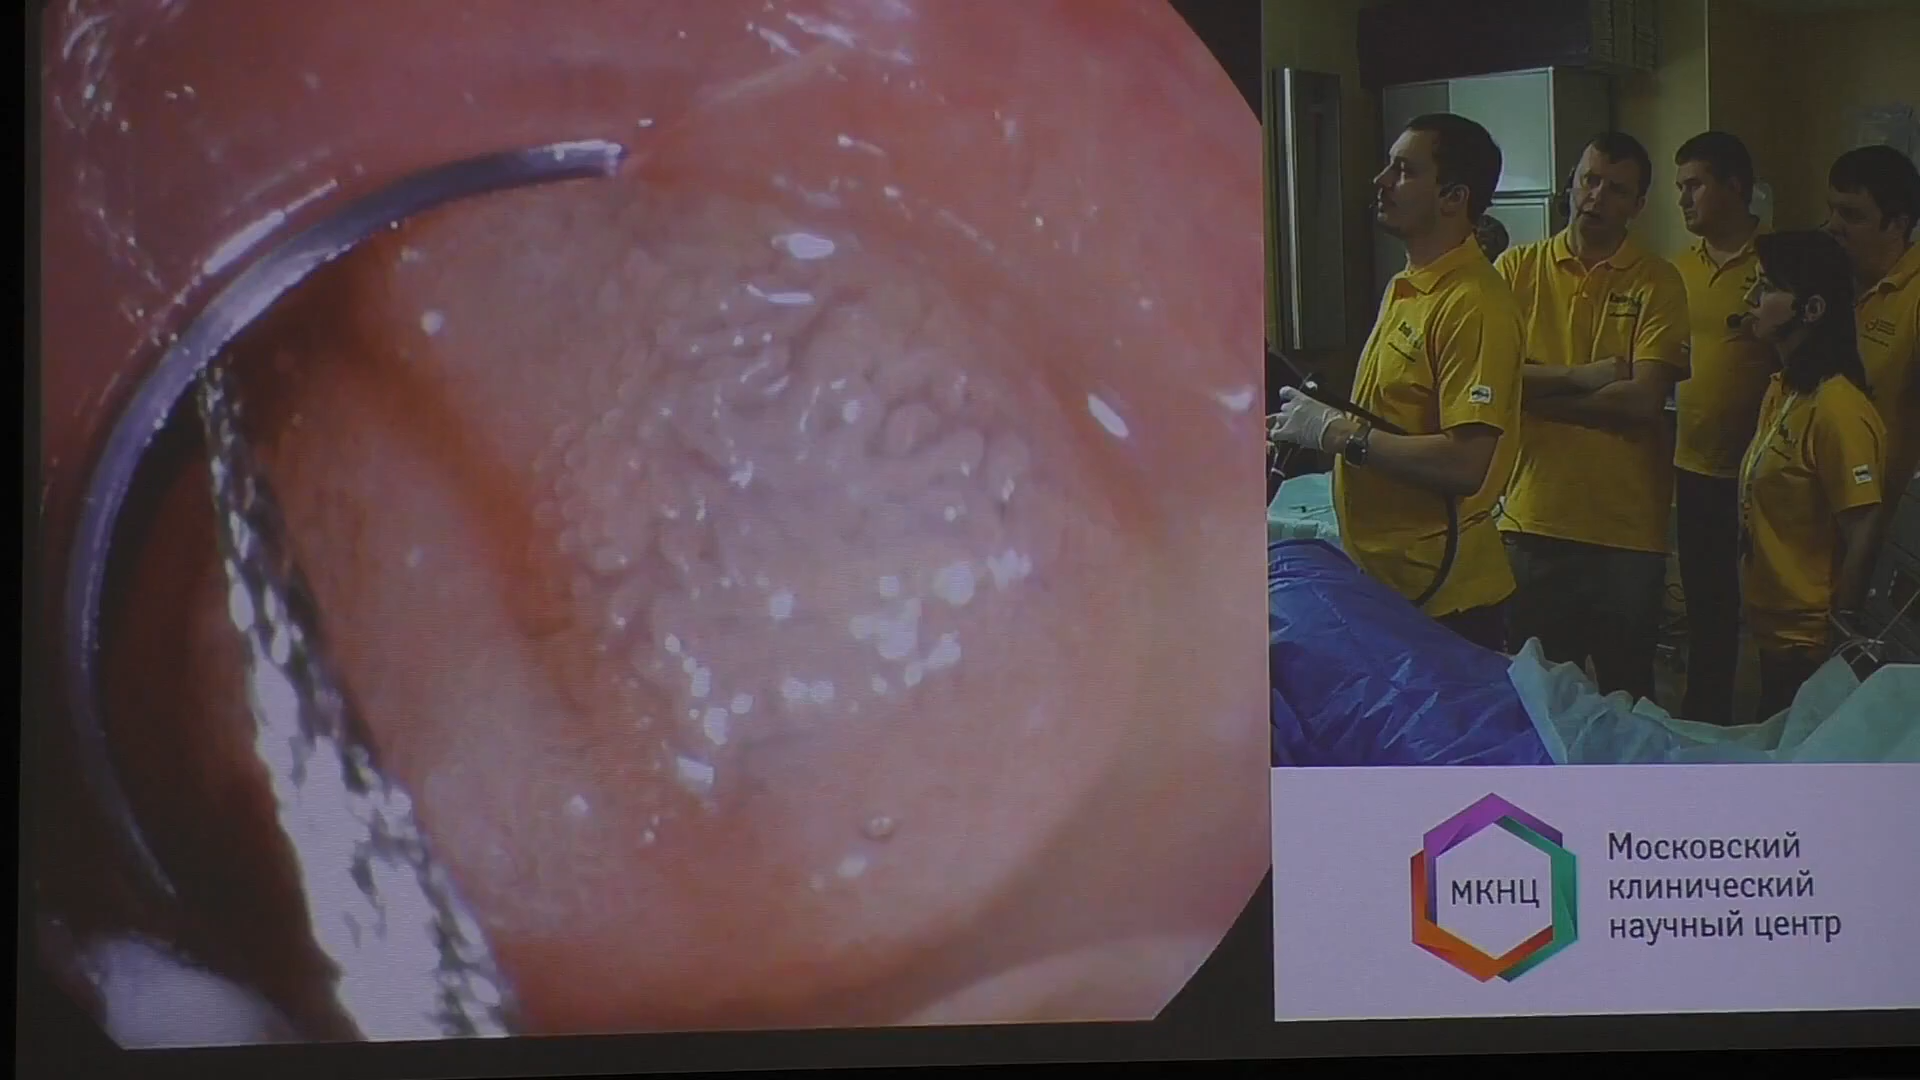 МКНЦ
Московский
клинический
научный центр